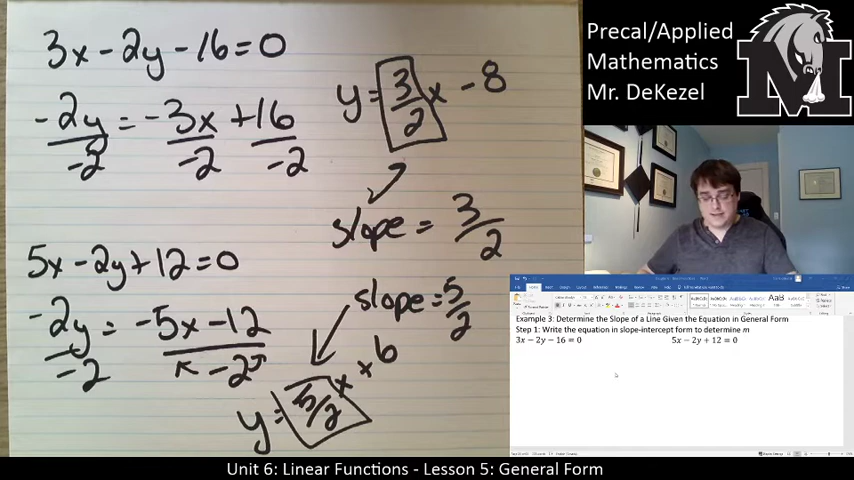 3x - 2y - 16 = 0
-2y = -3x + 16
-2 -2 -2
y = 3/2 x - 8
slope = 3/2
5x - 2y + 12 = 0
-2y = -5x - 12
-2 -2
slope = 5/2
y = 5/2 x + 6
Precal/Applied
Mathematics
Mr. DeKezel
M
Example 3: Determine the Slope of a Line Given the Equation in General Form
Step 1: Write the equation in slope-intercept form to determine m
3x − 2y − 16 = 0 5x − 2y + 12 = 0
Unit 6: Linear Functions - Lesson 5: General Form